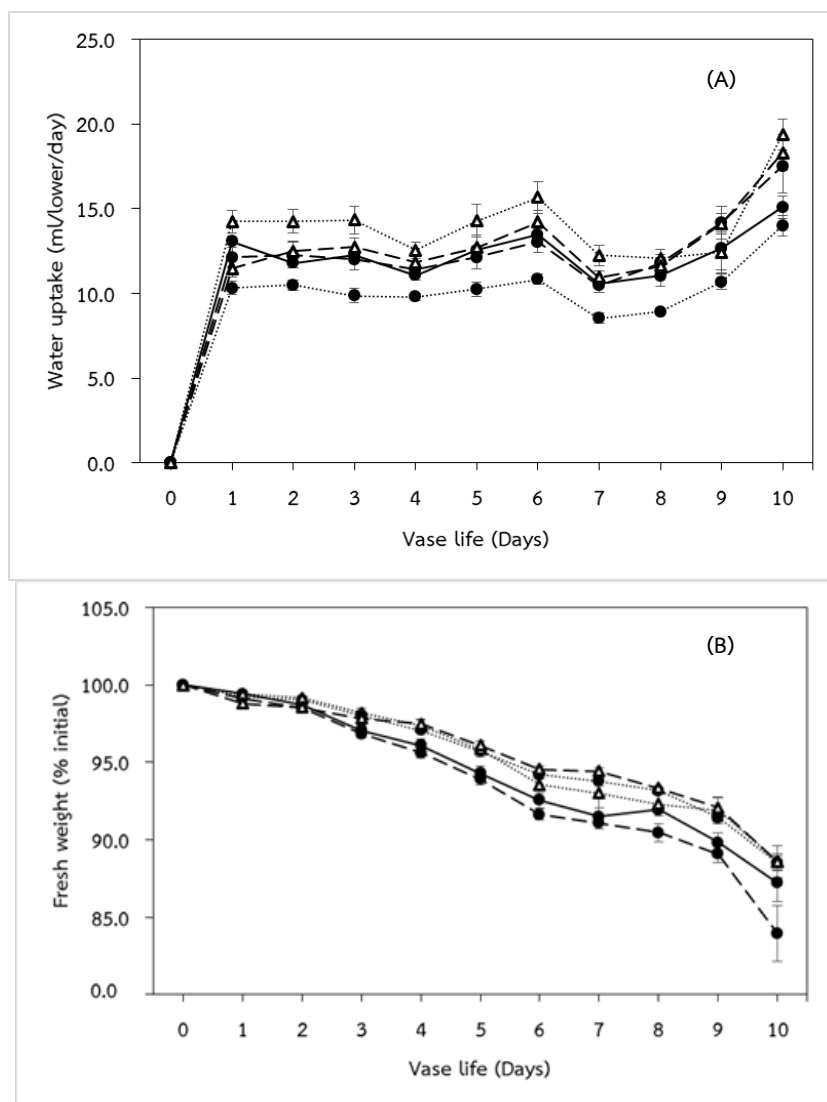 25.0
20.0
15.0
10.0
5.0
0.0
Water uptake (ml/lower/day)
(A)
0 1 2 3 4 5 6 7 8 9 10
Vase life (Days)
105.0
100.0
95.0
90.0
85.0
0.0
Fresh weight (% initial)
(B)
0 1 2 3 4 5 6 7 8 9 10
Vase life (Days)